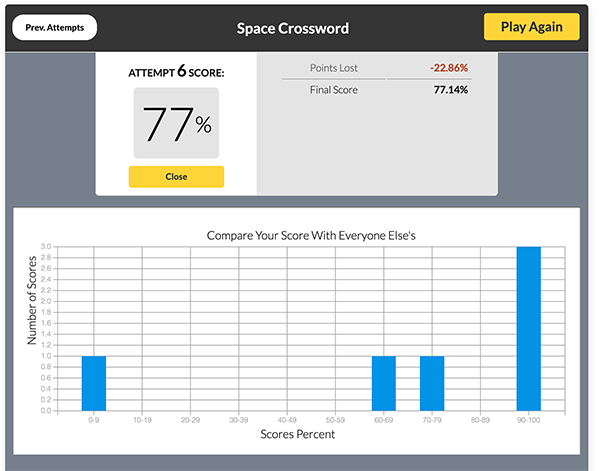 Prev. Attempts
Space Crossword
Play Again
ATTEMPT 6 SCORE:
77%
Close
Points Lost -22.86%
Final Score 77.14%
Compare Your Score With Everyone Else's
Number of Scores
3.0
2.8
2.6
2.4
2.2
2.0
1.8
1.6
1.4
1.2
1.0
0.8
0.6
0.4
0.2
0.0
0-9 10-19 20-29 30-39 40-49 50-59 60-69 70-79 80-89 90-100
Scores Percent